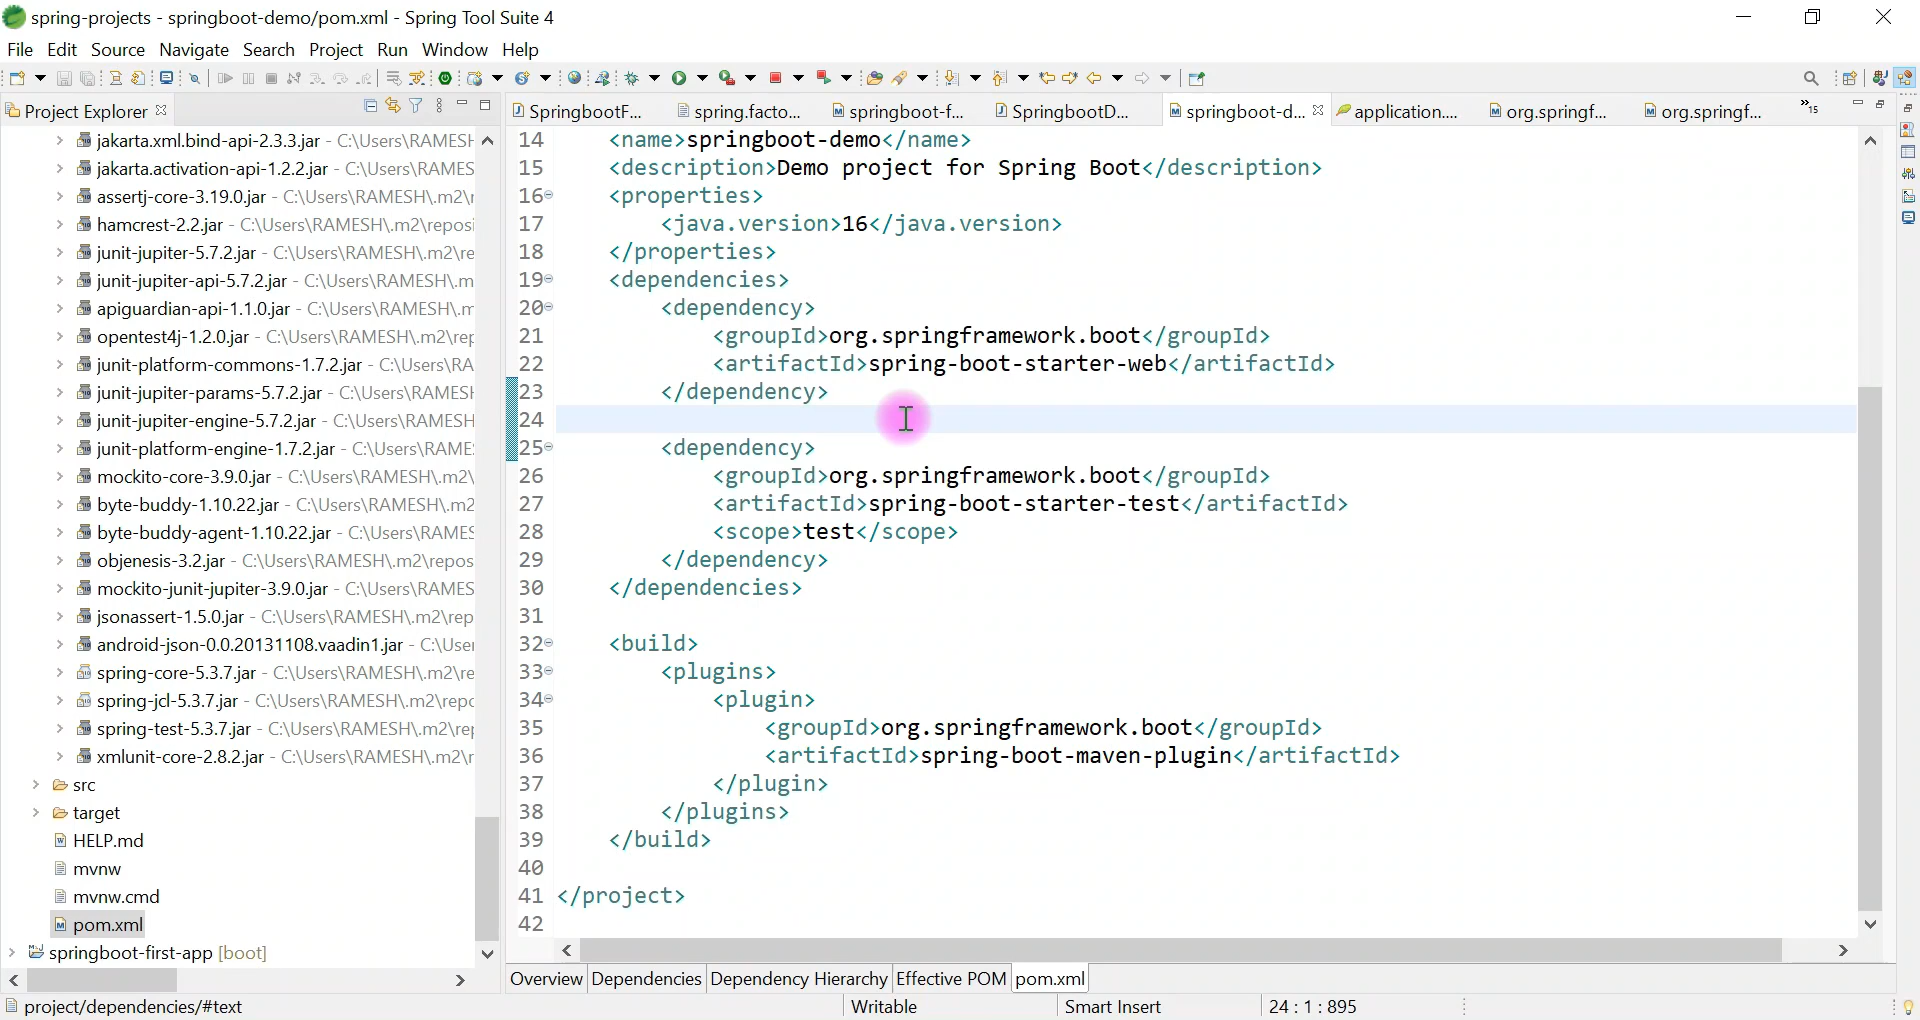 spring-projects - springboot-demo/pom.xml - Spring Tool Suite 4
File Edit Source Navigate Search Project Run Window Help
Project Explorer
SpringbootF... spring.facto... springboot-f... SpringbootD... springboot-d... application.... org.springf... org.springf... »15
jakarta.xml.bind-api-2.3.3.jar - C:\Users\RAMESH
jakarta.activation-api-1.2.2.jar - C:\Users\RAMES
assertj-core-3.19.0.jar - C:\Users\RAMESH\.m2\
hamcrest-2.2.jar - C:\Users\RAMESH\.m2\reposi
junit-jupiter-5.7.2.jar - C:\Users\RAMESH\.m2\re
junit-jupiter-api-5.7.2.jar - C:\Users\RAMESH\.m
apiguardian-api-1.1.0.jar - C:\Users\RAMESH\.m
opentest4j-1.2.0.jar - C:\Users\RAMESH\.m2\rep
junit-platform-commons-1.7.2.jar - C:\Users\RA
junit-jupiter-params-5.7.2.jar - C:\Users\RAMES
junit-jupiter-engine-5.7.2.jar - C:\Users\RAMESH
junit-platform-engine-1.7.2.jar - C:\Users\RAME
mockito-core-3.9.0.jar - C:\Users\RAMESH\.m2\
byte-buddy-1.10.22.jar - C:\Users\RAMESH\.m2
byte-buddy-agent-1.10.22.jar - C:\Users\RAMES
objenesis-3.2.jar - C:\Users\RAMESH\.m2\repos
mockito-junit-jupiter-3.9.0.jar - C:\Users\RAMES
jsonassert-1.5.0.jar - C:\Users\RAMESH\.m2\rep
android-json-0.0.20131108.vaadin1.jar - C:\User
spring-core-5.3.7.jar - C:\Users\RAMESH\.m2\re
spring-jcl-5.3.7.jar - C:\Users\RAMESH\.m2\repo
spring-test-5.3.7.jar - C:\Users\RAMESH\.m2\rep
xmlunit-core-2.8.2.jar - C:\Users\RAMESH\.m2\r
src
target
HELP.md
mvnw
mvnw.cmd
pom.xml
springboot-first-app [boot]
14 <name>springboot-demo</name>
15 <description>Demo project for Spring Boot</description>
16 <properties>
17 <java.version>16</java.version>
18 </properties>
19 <dependencies>
20 <dependency>
21 <groupId>org.springframework.boot</groupId>
22 <artifactId>spring-boot-starter-web</artifactId>
23 </dependency>
24
25 <dependency>
26 <groupId>org.springframework.boot</groupId>
27 <artifactId>spring-boot-starter-test</artifactId>
28 <scope>test</scope>
29 </dependency>
30 </dependencies>
31
32 <build>
33 <plugins>
34 <plugin>
35 <groupId>org.springframework.boot</groupId>
36 <artifactId>spring-boot-maven-plugin</artifactId>
37 </plugin>
38 </plugins>
39 </build>
40
41 </project>
42
Overview Dependencies Dependency Hierarchy Effective POM pom.xml
project/dependencies/#text Writable Smart Insert 24 : 1 : 895